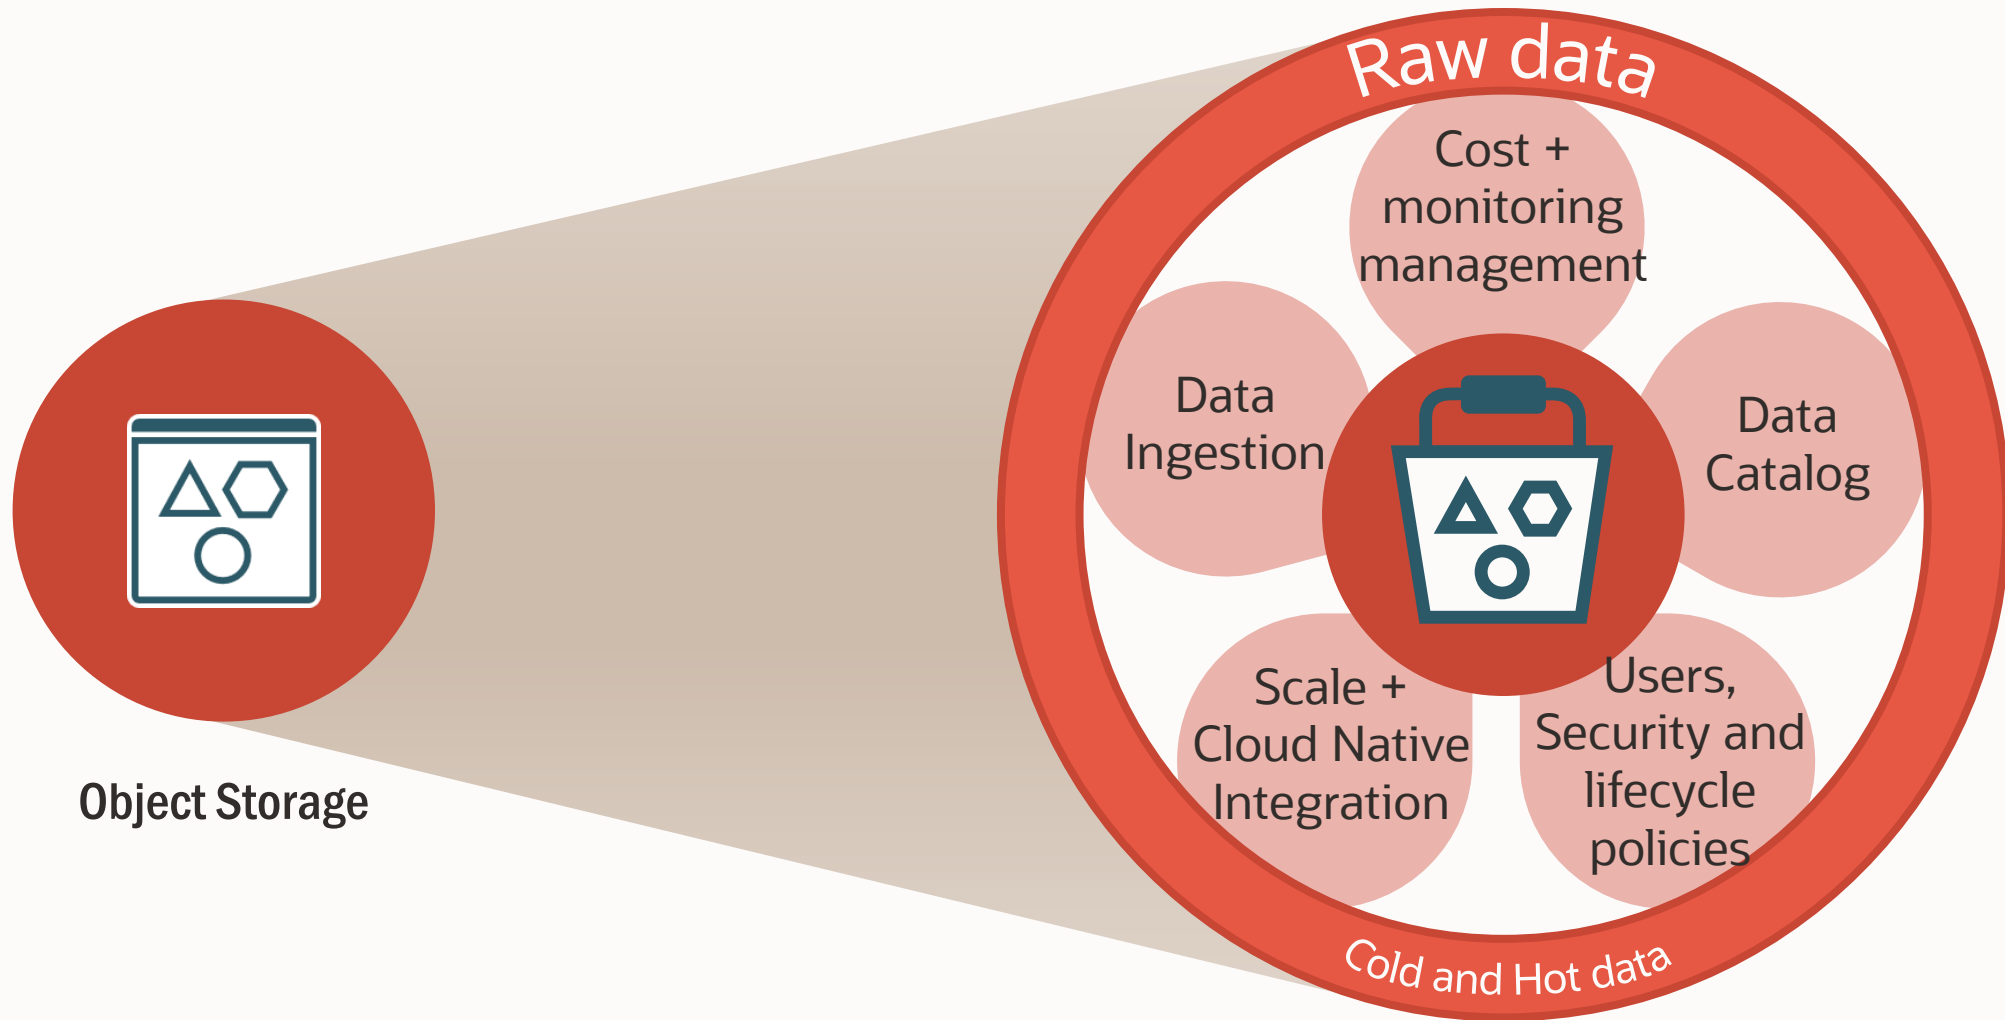 Raw data
Cost +
monitoring
management
Data
Ingestion
Data
Catalog
Scale +
Cloud Native
Integration
Users,
Security and
lifecycle
policies
Object Storage
Cold and Hot data